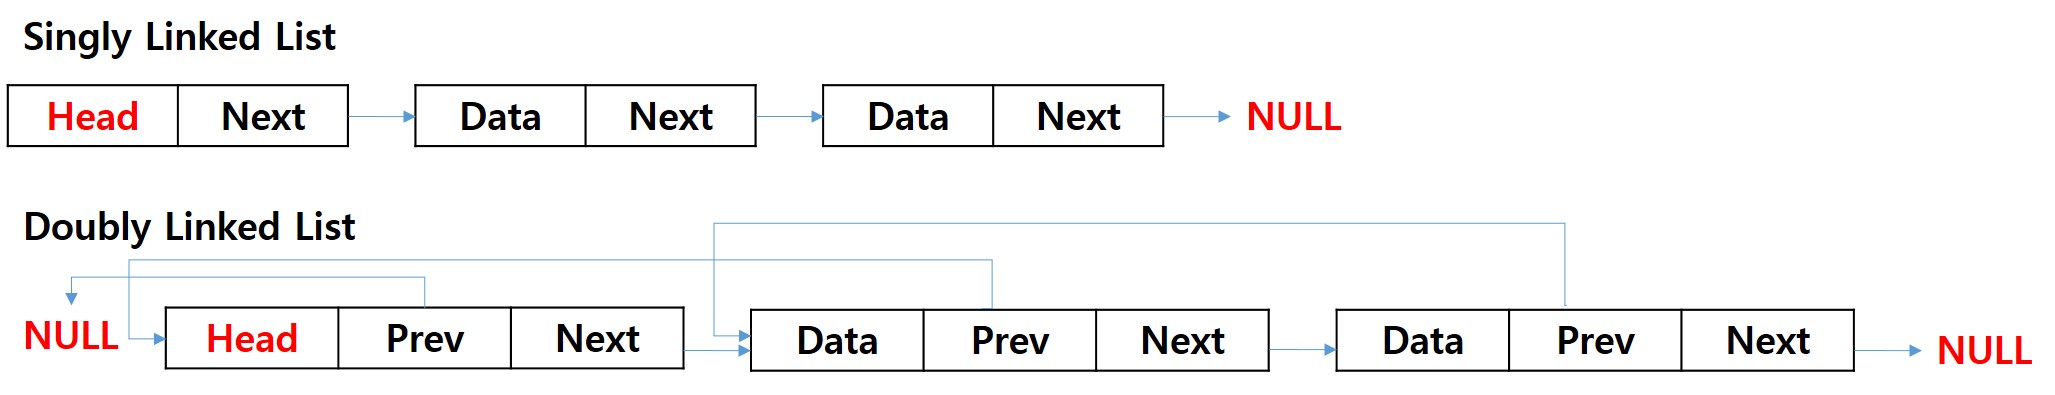 Singly Linked List
Head Next Data Next Data Next NULL
Doubly Linked List
NULL Head Prev Next Data Prev Next Data Prev Next NULL